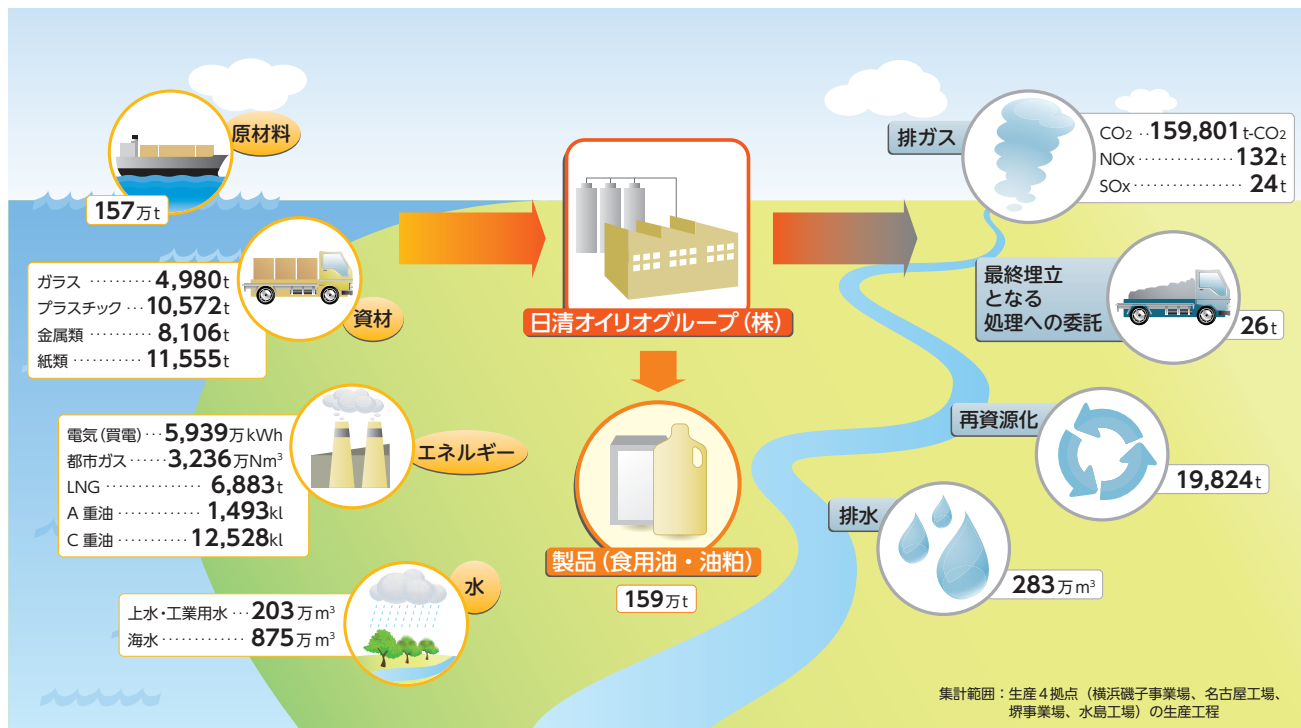 原材料
157万t
ガラス ·········· 4,980t
プラスチック ··· 10,572t
金属類 ·········· 8,106t
紙類 ··········· 11,555t
資材
電気(買電)··· 5,939万kWh
都市ガス ······ 3,236万Nm³
LNG ··············· 6,883t
A 重油 ············ 1,493kl
C 重油 ··········· 12,528kl
エネルギー
水
上水・工業用水 ··· 203万m³
海水 ············· 875万m³
日清オイリオグループ(株)
製品(食用油・油粕)
159万t
排ガス
CO₂ ·· 159,801t-CO₂
NOx ·············· 132t
SOx ················ 24t
最終埋立
となる
処理への委託
26t
再資源化
19,824t
排水
283万m³
集計範囲:生産4拠点(横浜磯子事業場、名古屋工場、
堺事業場、水島工場)の生産工程